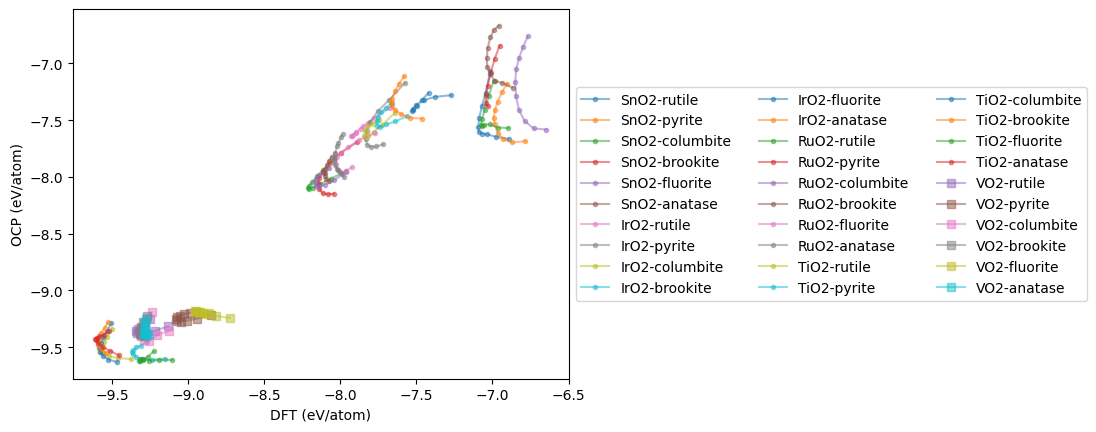 OCP (eV/atom)
−7.0
−7.5
−8.0
−8.5
−9.0
−9.5
−9.5 −9.0 −8.5 −8.0 −7.5 −7.0 −6.5
DFT (eV/atom)
SnO2-rutile IrO2-fluorite TiO2-columbite
SnO2-pyrite IrO2-anatase TiO2-brookite
SnO2-columbite RuO2-rutile TiO2-fluorite
SnO2-brookite RuO2-pyrite TiO2-anatase
SnO2-fluorite RuO2-columbite VO2-rutile
SnO2-anatase RuO2-brookite VO2-pyrite
IrO2-rutile RuO2-fluorite VO2-columbite
IrO2-pyrite RuO2-anatase VO2-brookite
IrO2-columbite TiO2-rutile VO2-fluorite
IrO2-brookite TiO2-pyrite VO2-anatase